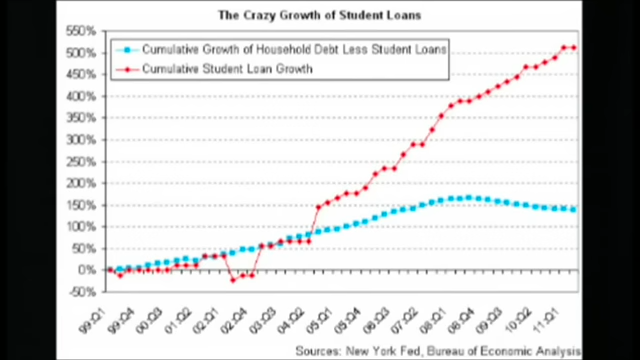 The Crazy Growth of Student Loans
550%
500%
450%
400%
350%
300%
250%
200%
150%
100%
50%
0%
-50%
Cumulative Growth of Household Debt Less Student Loans
Cumulative Student Loan Growth
99:Q1
99:Q4
00:Q3
01:Q2
02:Q1
02:Q4
03:Q3
04:Q2
05:Q1
05:Q4
06:Q3
07:Q2
08:Q1
08:Q4
09:Q3
10:Q2
11:Q1
Sources: New York Fed, Bureau of Economic Analysis